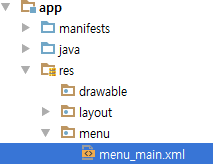 app
manifests
java
res
drawable
layout
menu
menu_main.xml